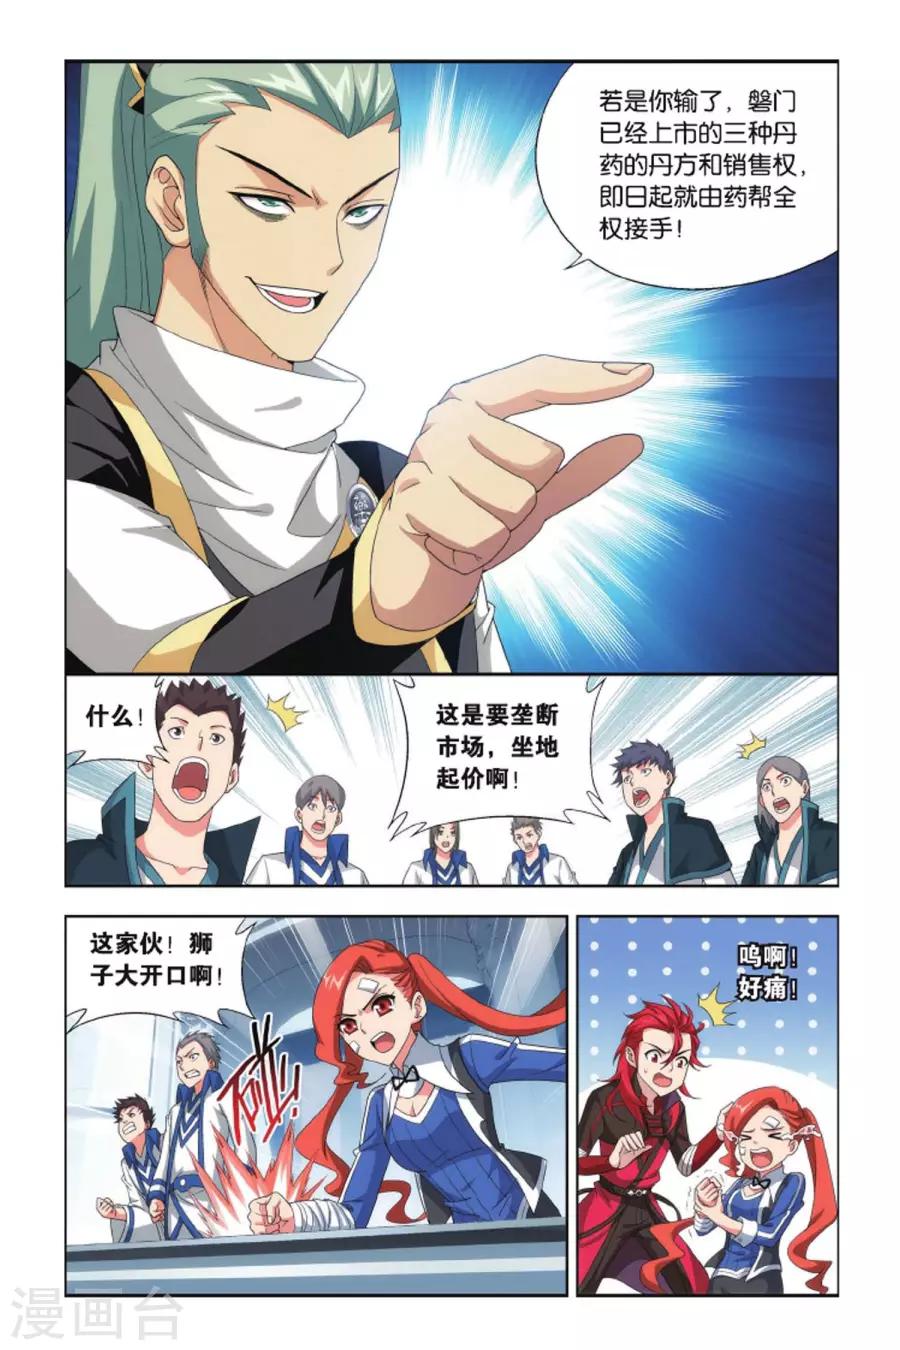 若是你输了，磐门
已经上市的三种丹
药的丹方和销售权，
即日起就由药帮全
权接手！
什么！
这是要垄断
市场，坐地
起价啊！
这家伙！狮
子大开口啊！
呜啊！
好痛！
漫画台